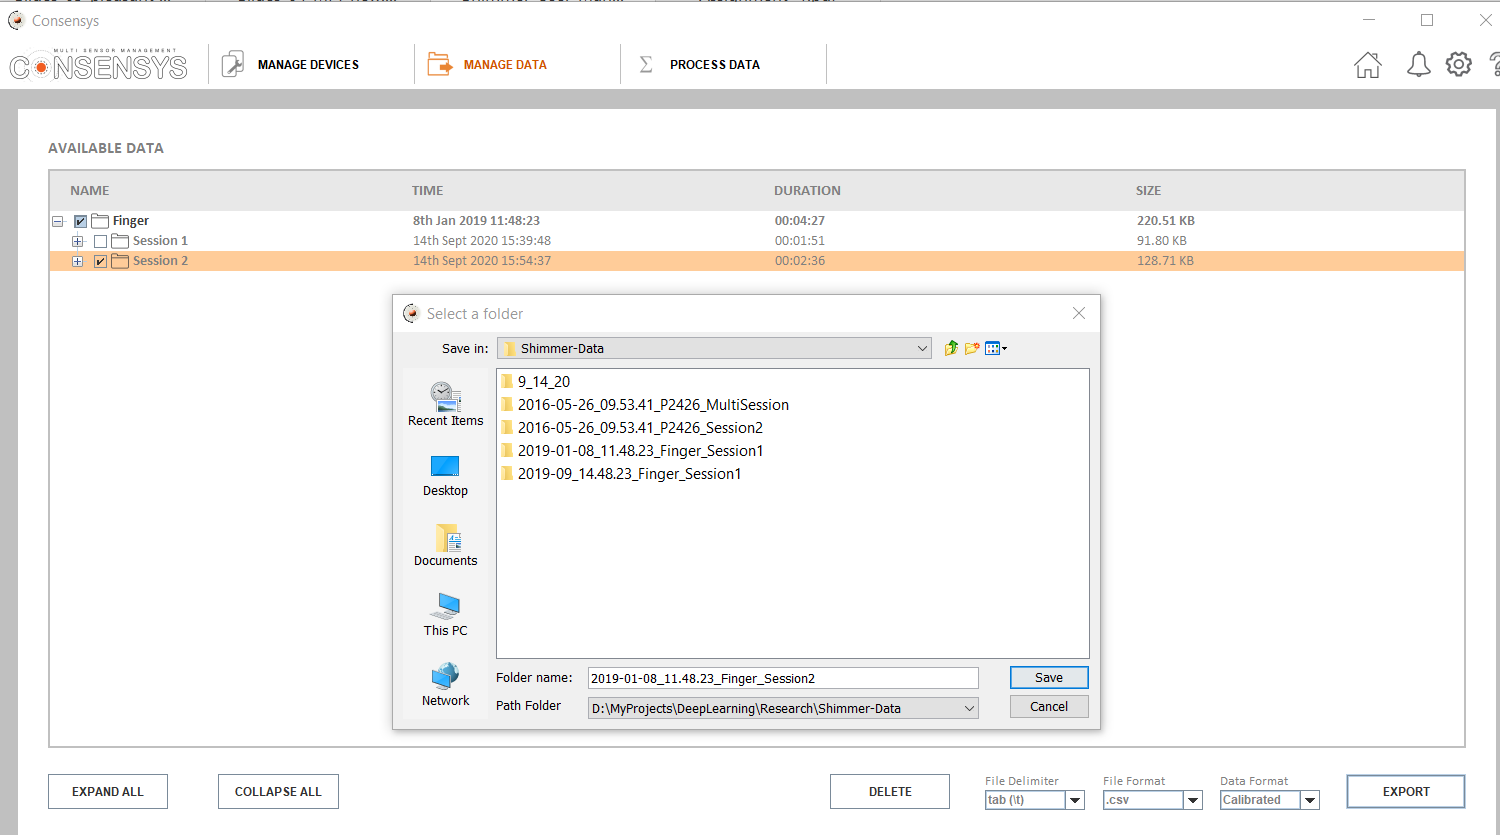 Consensys
MULTI SENSOR MANAGEMENT
CONSENSYS
MANAGE DEVICES
MANAGE DATA
Σ
PROCESS DATA
AVAILABLE DATA
NAME TIME DURATION SIZE
Finger 8th Jan 2019 11:48:23 00:04:27 220.51 KB
Session 1 14th Sept 2020 15:39:48 00:01:51 91.80 KB
Session 2 14th Sept 2020 15:54:37 00:02:36 128.71 KB
Select a folder
Save in: Shimmer-Data
Recent Items
Desktop
Documents
This PC
Network
9_14_20
2016-05-26_09.53.41_P2426_MultiSession
2016-05-26_09.53.41_P2426_Session2
2019-01-08_11.48.23_Finger_Session1
2019-09_14.48.23_Finger_Session1
Folder name: 2019-01-08_11.48.23_Finger_Session2 Save
Path Folder D:\MyProjects\DeepLearning\Research\Shimmer-Data Cancel
EXPAND ALL
COLLAPSE ALL
DELETE
File Delimiter
tab (\t)
File Format
.csv
Data Format
Calibrated
EXPORT